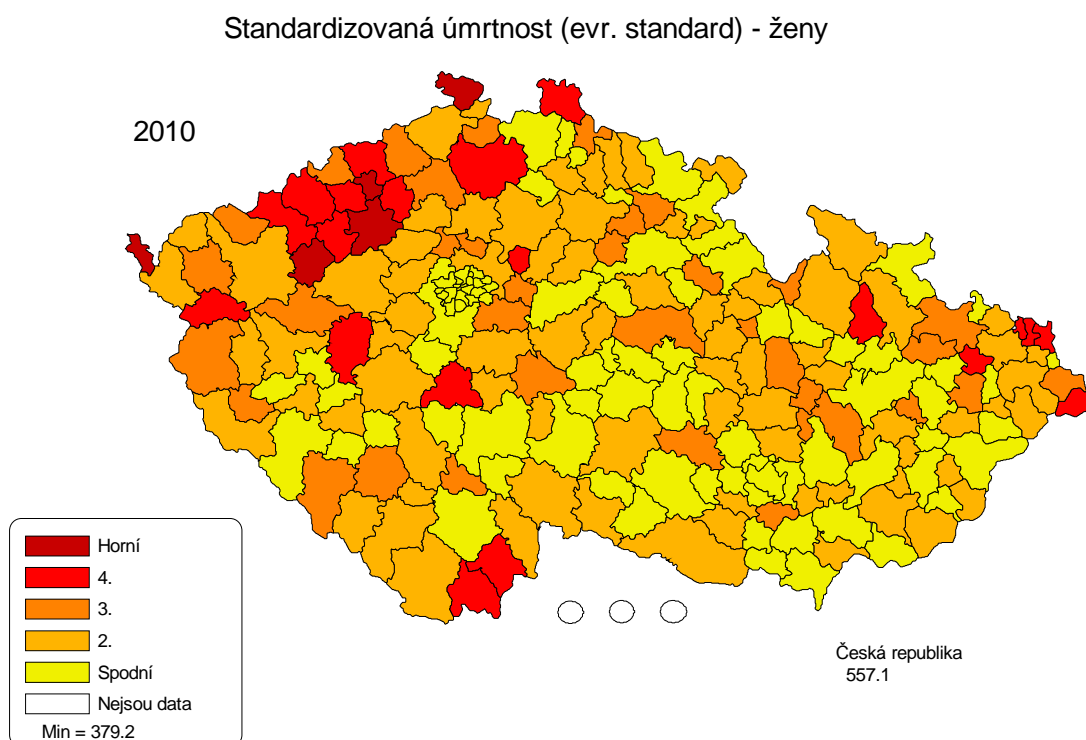 Standardizovaná úmrtnost (evr. standard) - ženy
2010
Horní
4.
3.
2.
Spodní
Nejsou data
Min = 379.2
Česká republika
557.1